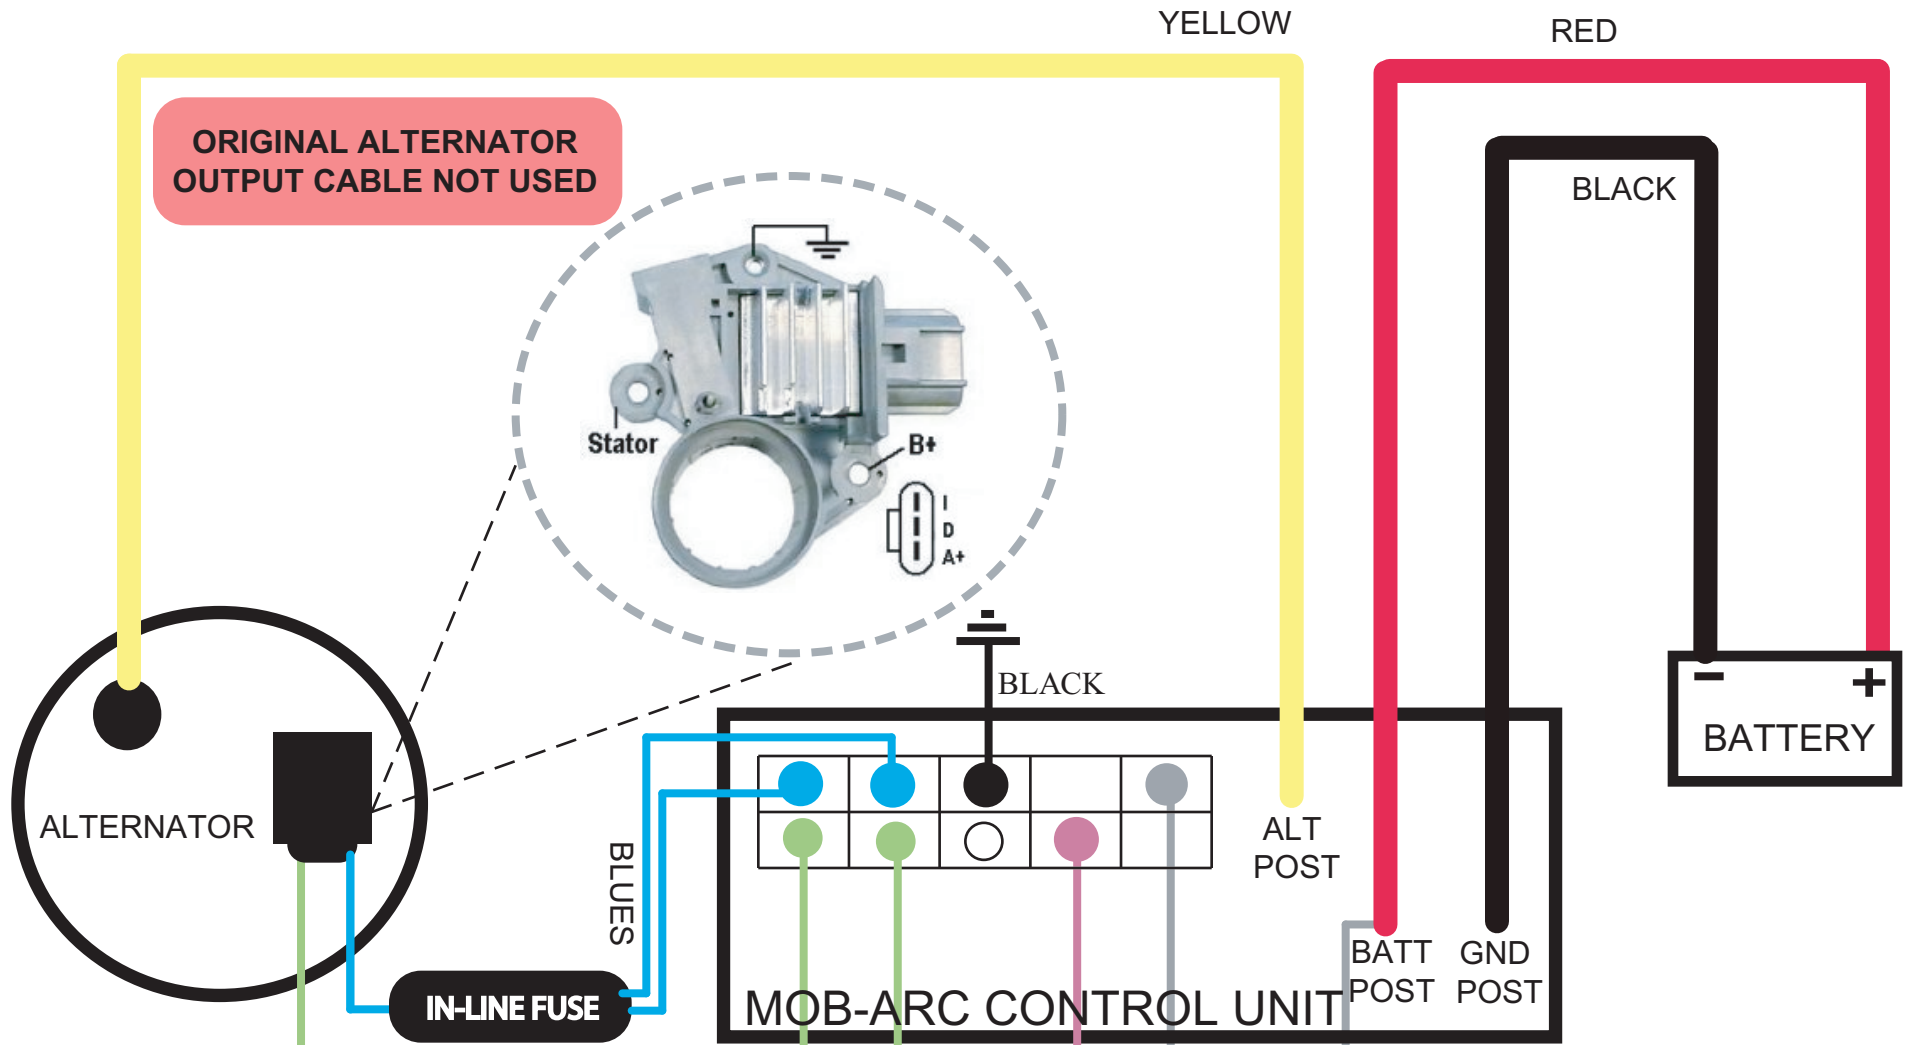 YELLOW
RED
ORIGINAL ALTERNATOR
OUTPUT CABLE NOT USED
BLACK
Stator
B+
I
D
A+
BLACK
BATTERY
ALTERNATOR
BLUES
ALT
POST
BATT
POST
GND
POST
IN-LINE FUSE
MOB-ARC CONTROL UNIT